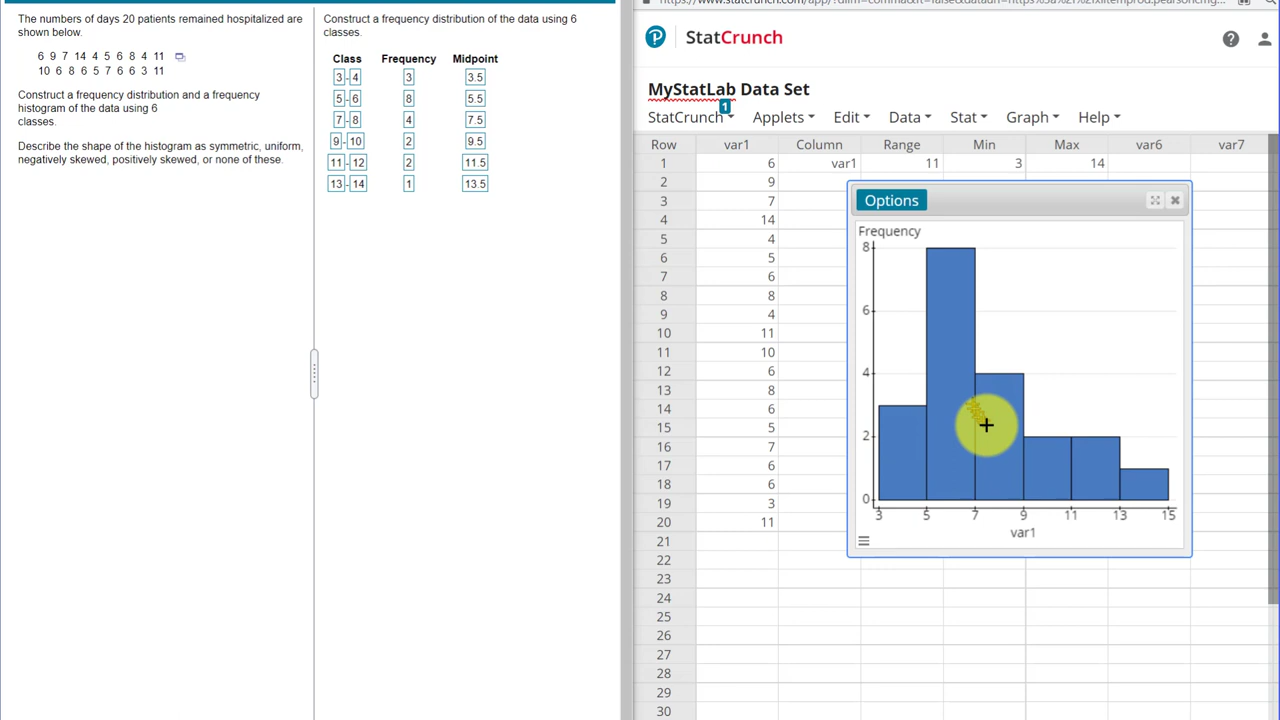 The numbers of days 20 patients remained hospitalized are
shown below.
6 9 7 14 4 5 6 8 4 11
10 6 8 6 5 7 6 6 3 11
Construct a frequency distribution and a frequency
histogram of the data using 6
classes.
Describe the shape of the histogram as symmetric, uniform,
negatively skewed, positively skewed, or none of these.
Construct a frequency distribution of the data using 6
classes.
Class Frequency Midpoint
3 - 4 3 3.5
5 - 6 8 5.5
7 - 8 4 7.5
9 - 10 2 9.5
11 - 12 2 11.5
13 - 14 1 13.5
StatCrunch
MyStatLab Data Set
1
StatCrunch Applets Edit Data Stat Graph Help
Row var1 Column Range Min Max var6 var7
1 6 var1 11 3 14
2 9
3 7
4 14
5 4
6 5
7 6
8 8
9 4
10 11
11 10
12 6
13 8
14 6
15 5
16 7
17 6
18 6
19 3
20 11
21
22
23
24
25
26
27
28
29
30
Options
Frequency
8
6
4
2
0
3 5 7 9 11 13 15
var1